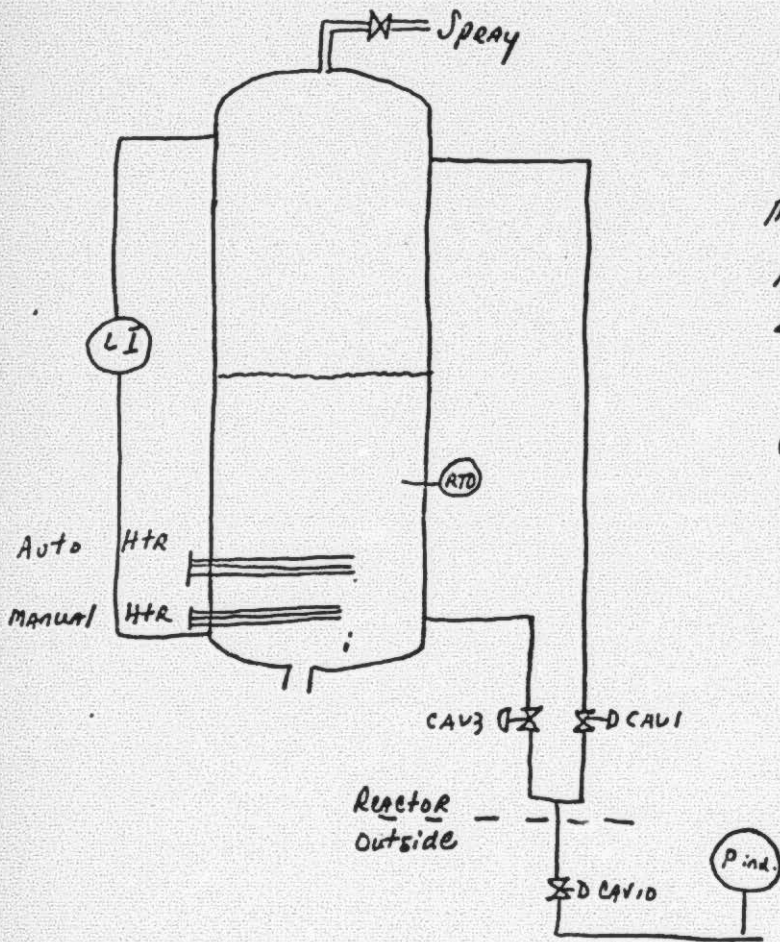 Spray
LI
RTD
Auto HtR
MANUAl HtR
CAV3
CAV1
REACtOR
Outside
CAV10
P ind.